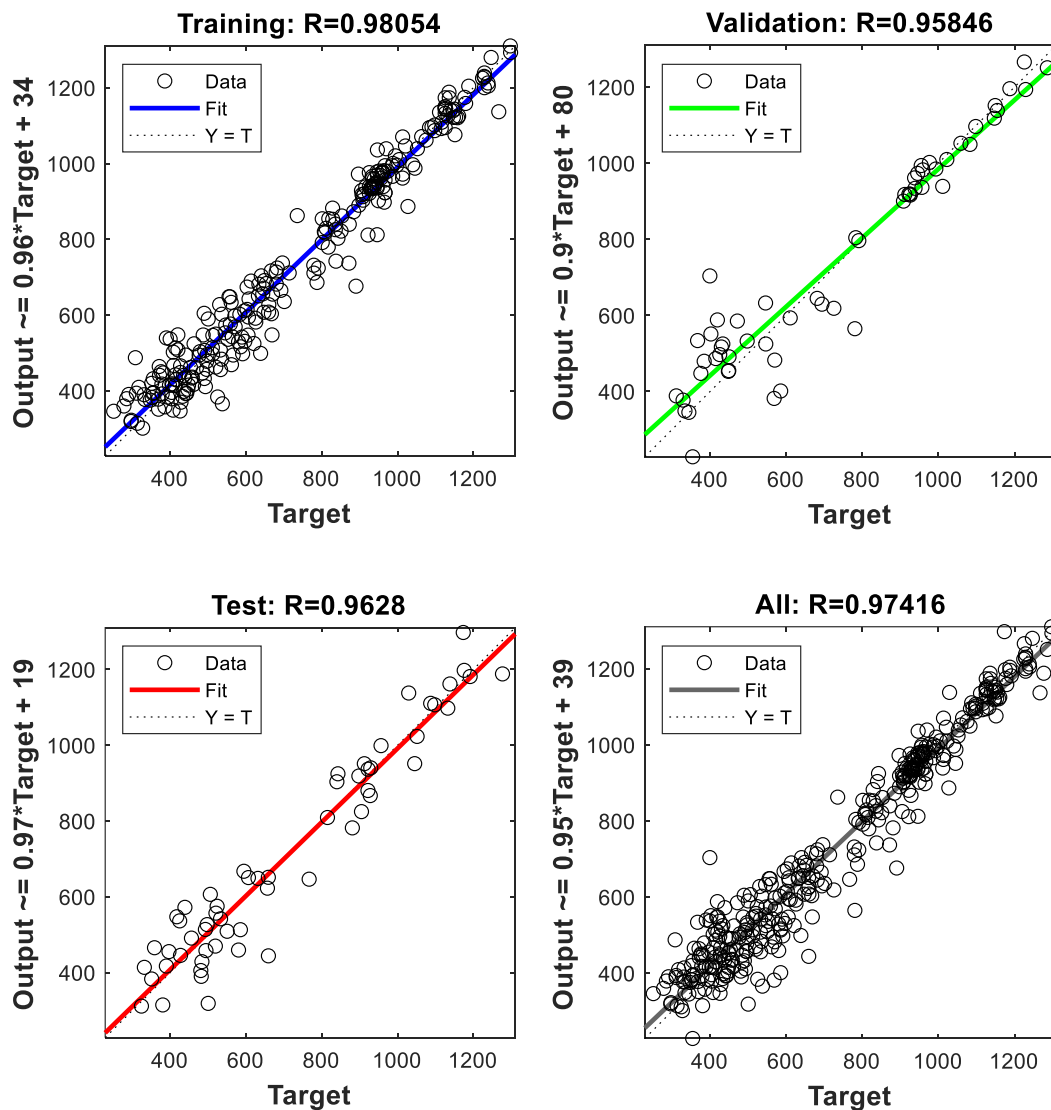 Training: R=0.98054
Output ~= 0.96*Target + 34
Data
Fit
Y = T
1200
1000
800
600
400
400 600 800 1000 1200
Target
Validation: R=0.95846
Output ~= 0.9*Target + 80
Data
Fit
Y = T
1200
1000
800
600
400
400 600 800 1000 1200
Target
Test: R=0.9628
Output ~= 0.97*Target + 19
Data
Fit
Y = T
1200
1000
800
600
400
400 600 800 1000 1200
Target
All: R=0.97416
Output ~= 0.95*Target + 39
Data
Fit
Y = T
1200
1000
800
600
400
400 600 800 1000 1200
Target